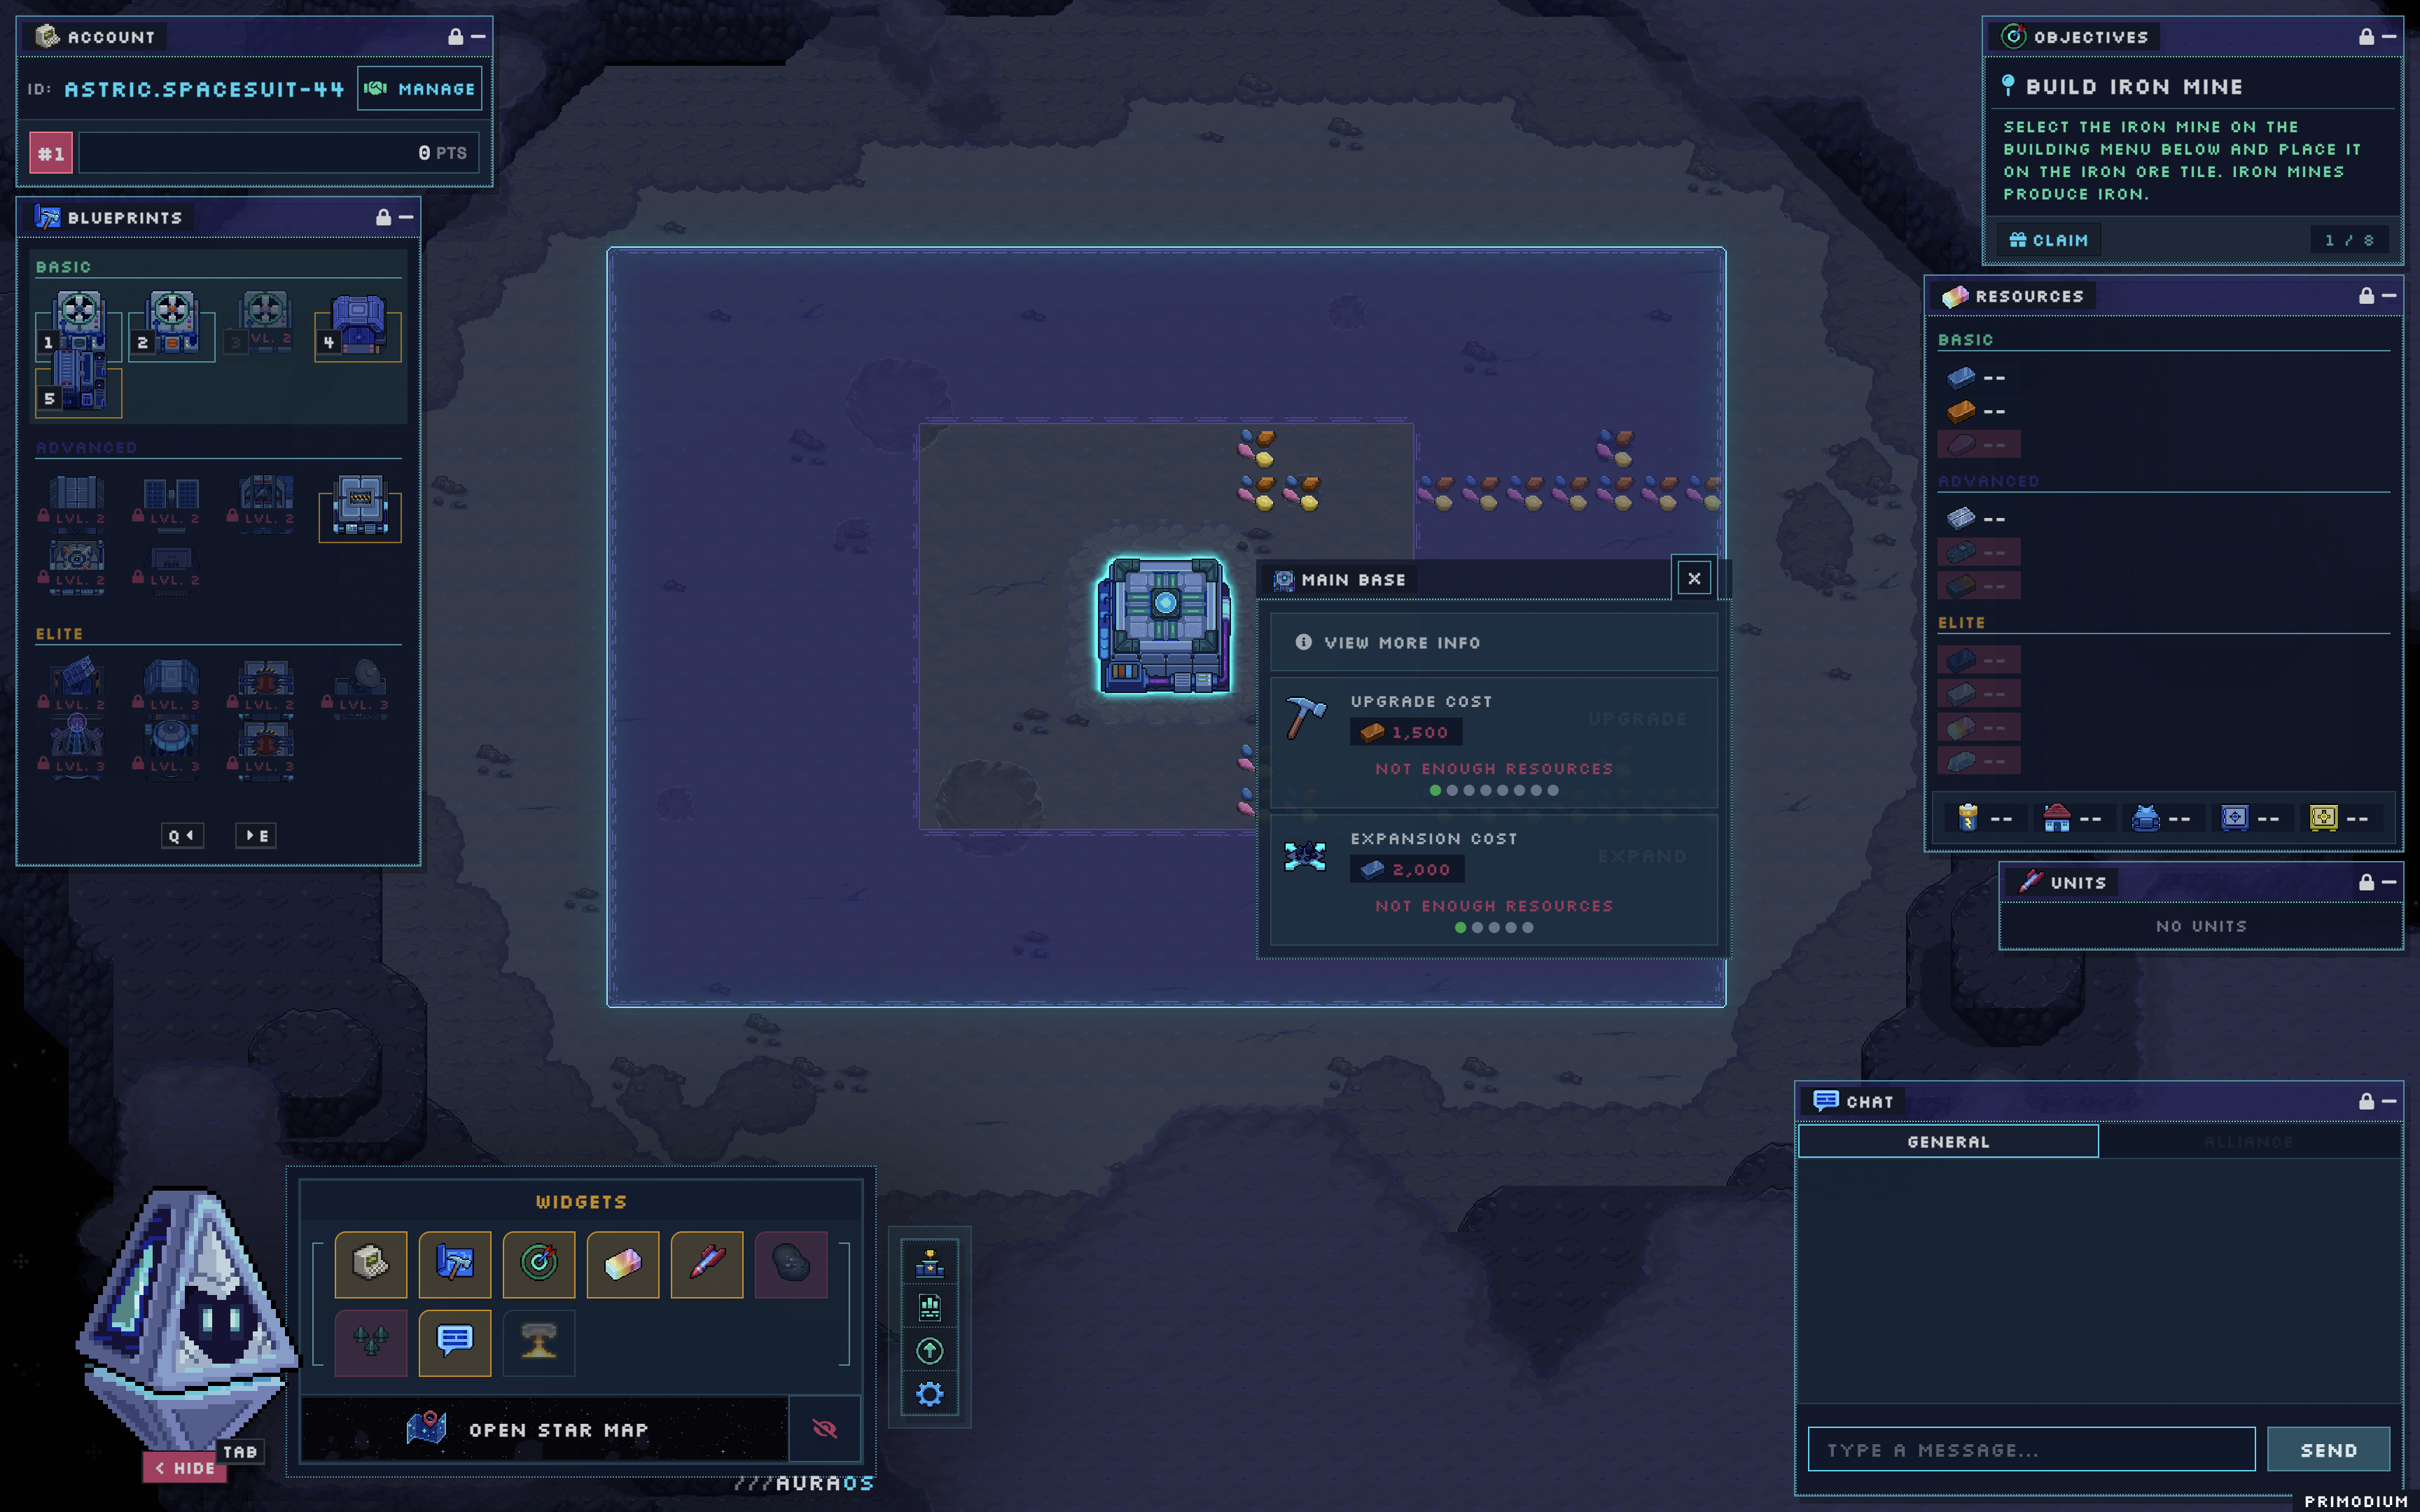 ACCOUNT
ID: ASTRIC.SPACESUIT-44
MANAGE
#1
0 PTS
BLUEPRINTS
BASIC
1
2
3
LVL. 2
4
5
ADVANCED
LVL. 2
LVL. 2
LVL. 2
LVL. 2
LVL. 2
ELITE
LVL. 2
LVL. 3
LVL. 2
LVL. 3
LVL. 3
LVL. 3
LVL. 3
Q
E
MAIN BASE
X
VIEW MORE INFO
UPGRADE COST
1,500
UPGRADE
NOT ENOUGH RESOURCES
EXPANSION COST
2,000
EXPAND
NOT ENOUGH RESOURCES
OBJECTIVES
BUILD IRON MINE
SELECT THE IRON MINE ON THE
BUILDING MENU BELOW AND PLACE IT
ON THE IRON ORE TILE. IRON MINES
PRODUCE IRON.
CLAIM
1 / 8
RESOURCES
BASIC
--
--
--
ADVANCED
--
--
--
ELITE
--
--
--
--
-- -- -- -- --
UNITS
NO UNITS
CHAT
GENERAL
ALLIANCE
TYPE A MESSAGE...
SEND
WIDGETS
OPEN STAR MAP
TAB
< HIDE
///AURAOS
PRIMODIUM